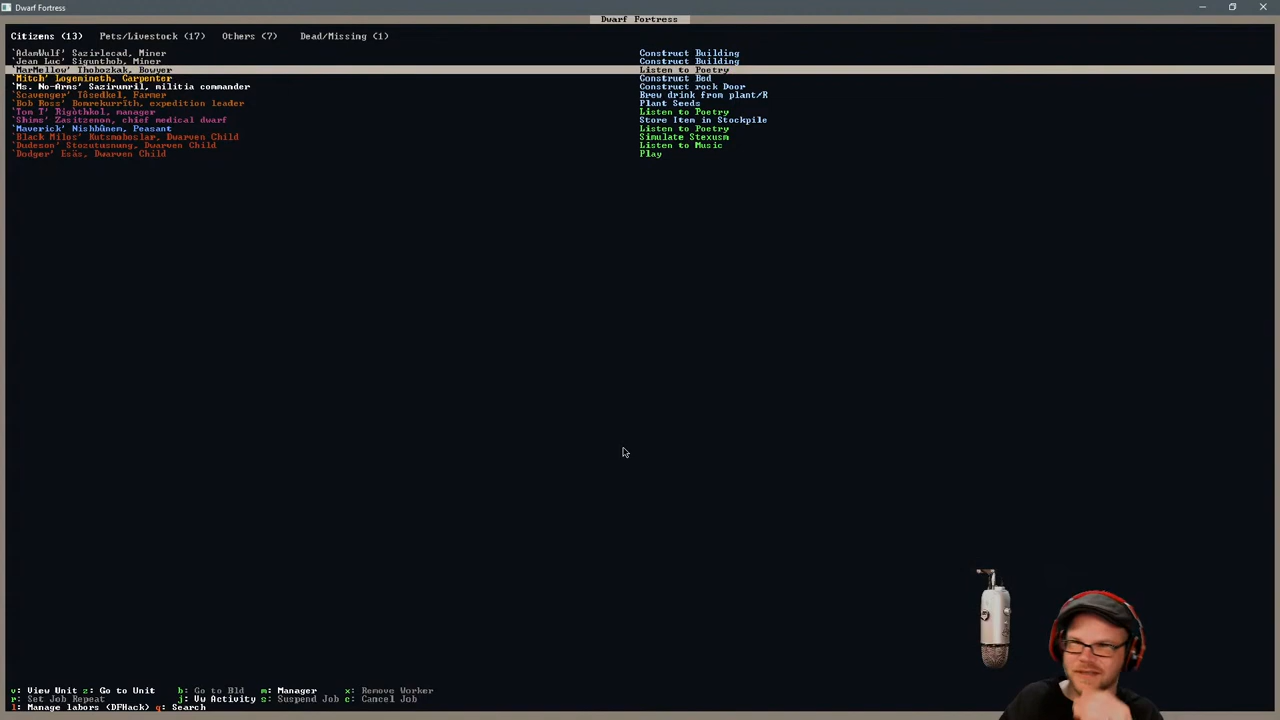 Dwarf Fortress
Dwarf Fortress
Citizens (13) Pets/Livestock (17) Others (7) Dead/Missing (1)
`AdamWulf' Sazirlecad, Miner Construct Building
`Jean Luc' Sigunthob, Miner Construct Building
`MarMellow' Thobozkak, Bowyer Listen to Poetry
`Mitch' Logemineth, Carpenter Construct Bed
`Ms. No-Arms' Sazirumril, militia commander Construct rock Door
`Scavenger' Tösedkel, Farmer Brew drink from plant/R
`Bob Ross' Bomrekurrith, expedition leader Plant Seeds
`Tom T' Rigòthkol, manager Listen to Poetry
`Shims' Zasitzenon, chief medical dwarf Store Item in Stockpile
`Maverick' Nishbûnem, Peasant Listen to Poetry
`Black Milos' Kutsmoboslar, Dwarven Child Simulate Stexusm
`Dudeson' Stozutusnung, Dwarven Child Listen to Music
`Dodger' Esäs, Dwarven Child Play
v: View Unit z: Go to Unit b: Go to Bld m: Manager x: Remove Worker
r: Set Job Repeat j: Vw Activity s: Suspend Job c: Cancel Job
l: Manage labors (DFHack) q: Search